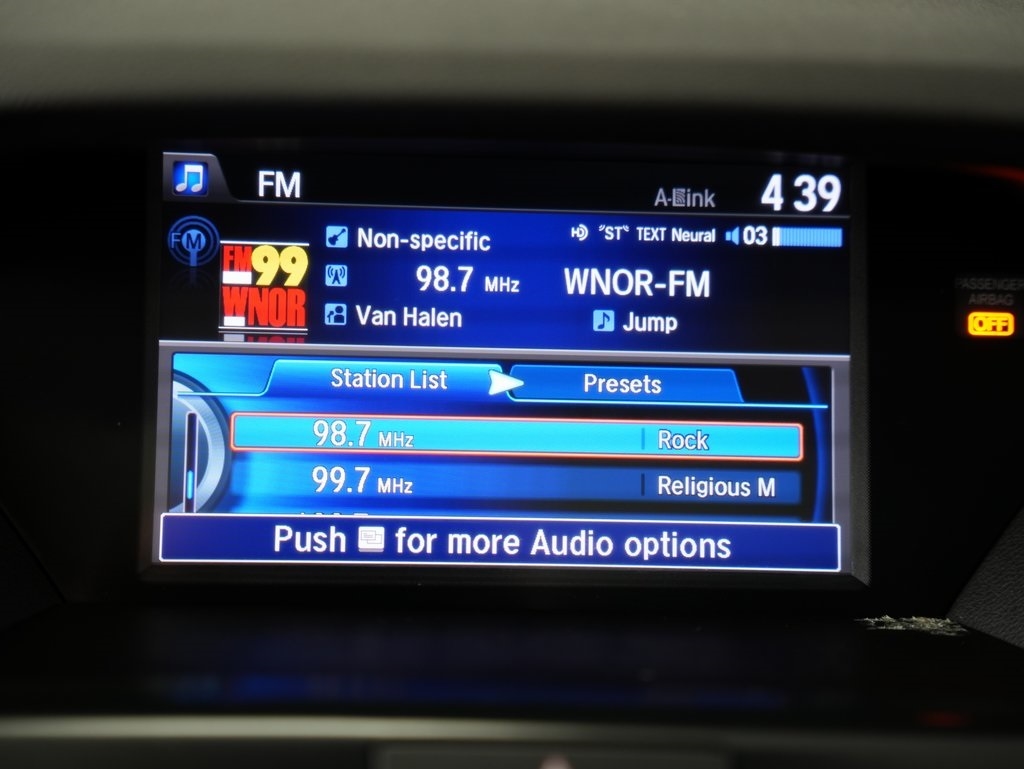 FM
A-Link
4 39
FM
FM99
WNOR
Non-specific
HD "ST" TEXT Neural 03
98.7 MHz WNOR-FM
Van Halen Jump
PASSENGER
AIRBAG
OFF
Station List Presets
98.7 MHz Rock
99.7 MHz Religious M
Push for more Audio options